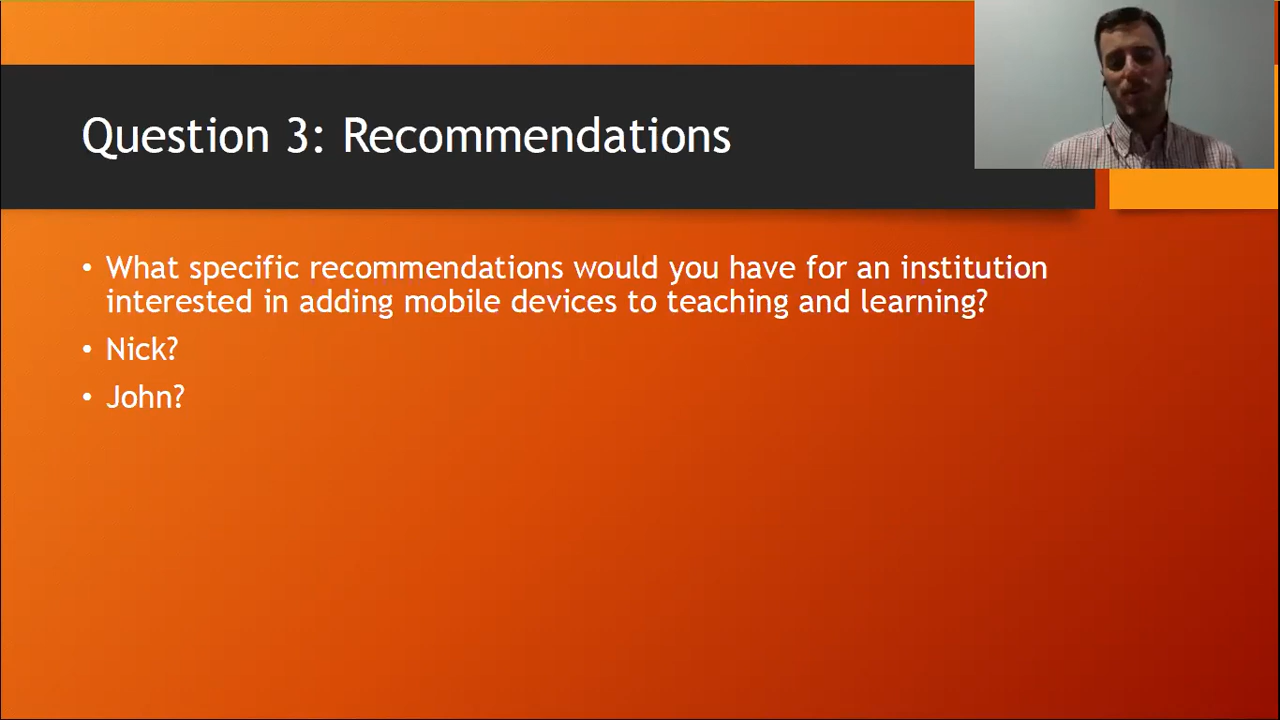 Question 3: Recommendations
• What specific recommendations would you have for an institution
interested in adding mobile devices to teaching and learning?
• Nick?
• John?